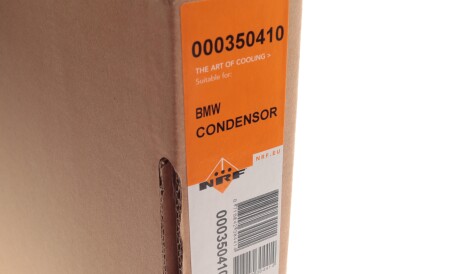 000350410
THE ART OF COOLING >
Suitable for:
BMW
CONDENSOR
NRF-EU
NRF
000350410